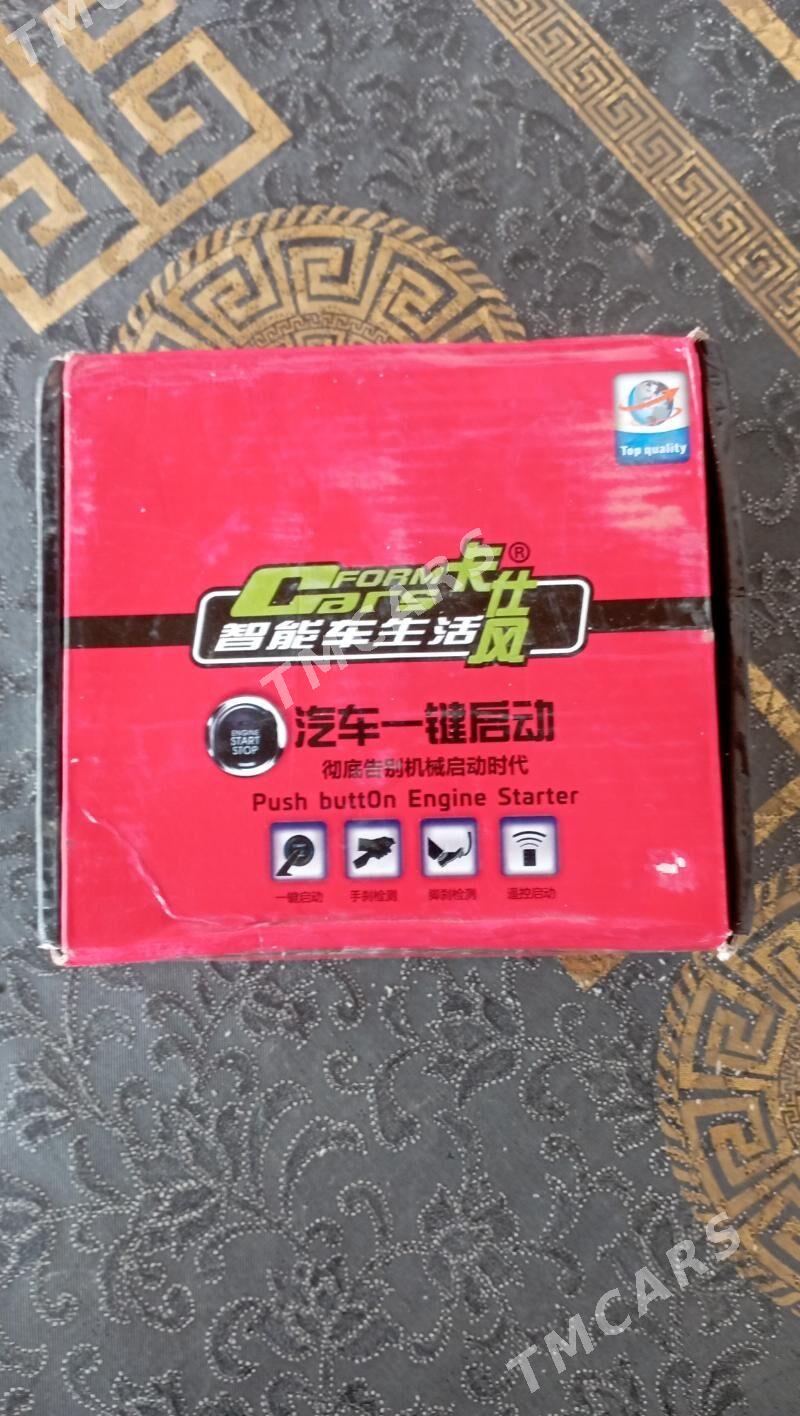 TMCARS
Top quality
FORM
Cars
卡仕风®
智能车生活
TMCARS
ENGINE
START
STOP
汽车一键启动
彻底告别机械启动时代
Push butt0n Engine Starter
一键启动 手刹检测 脚刹检测 遥控启动
TMCARS